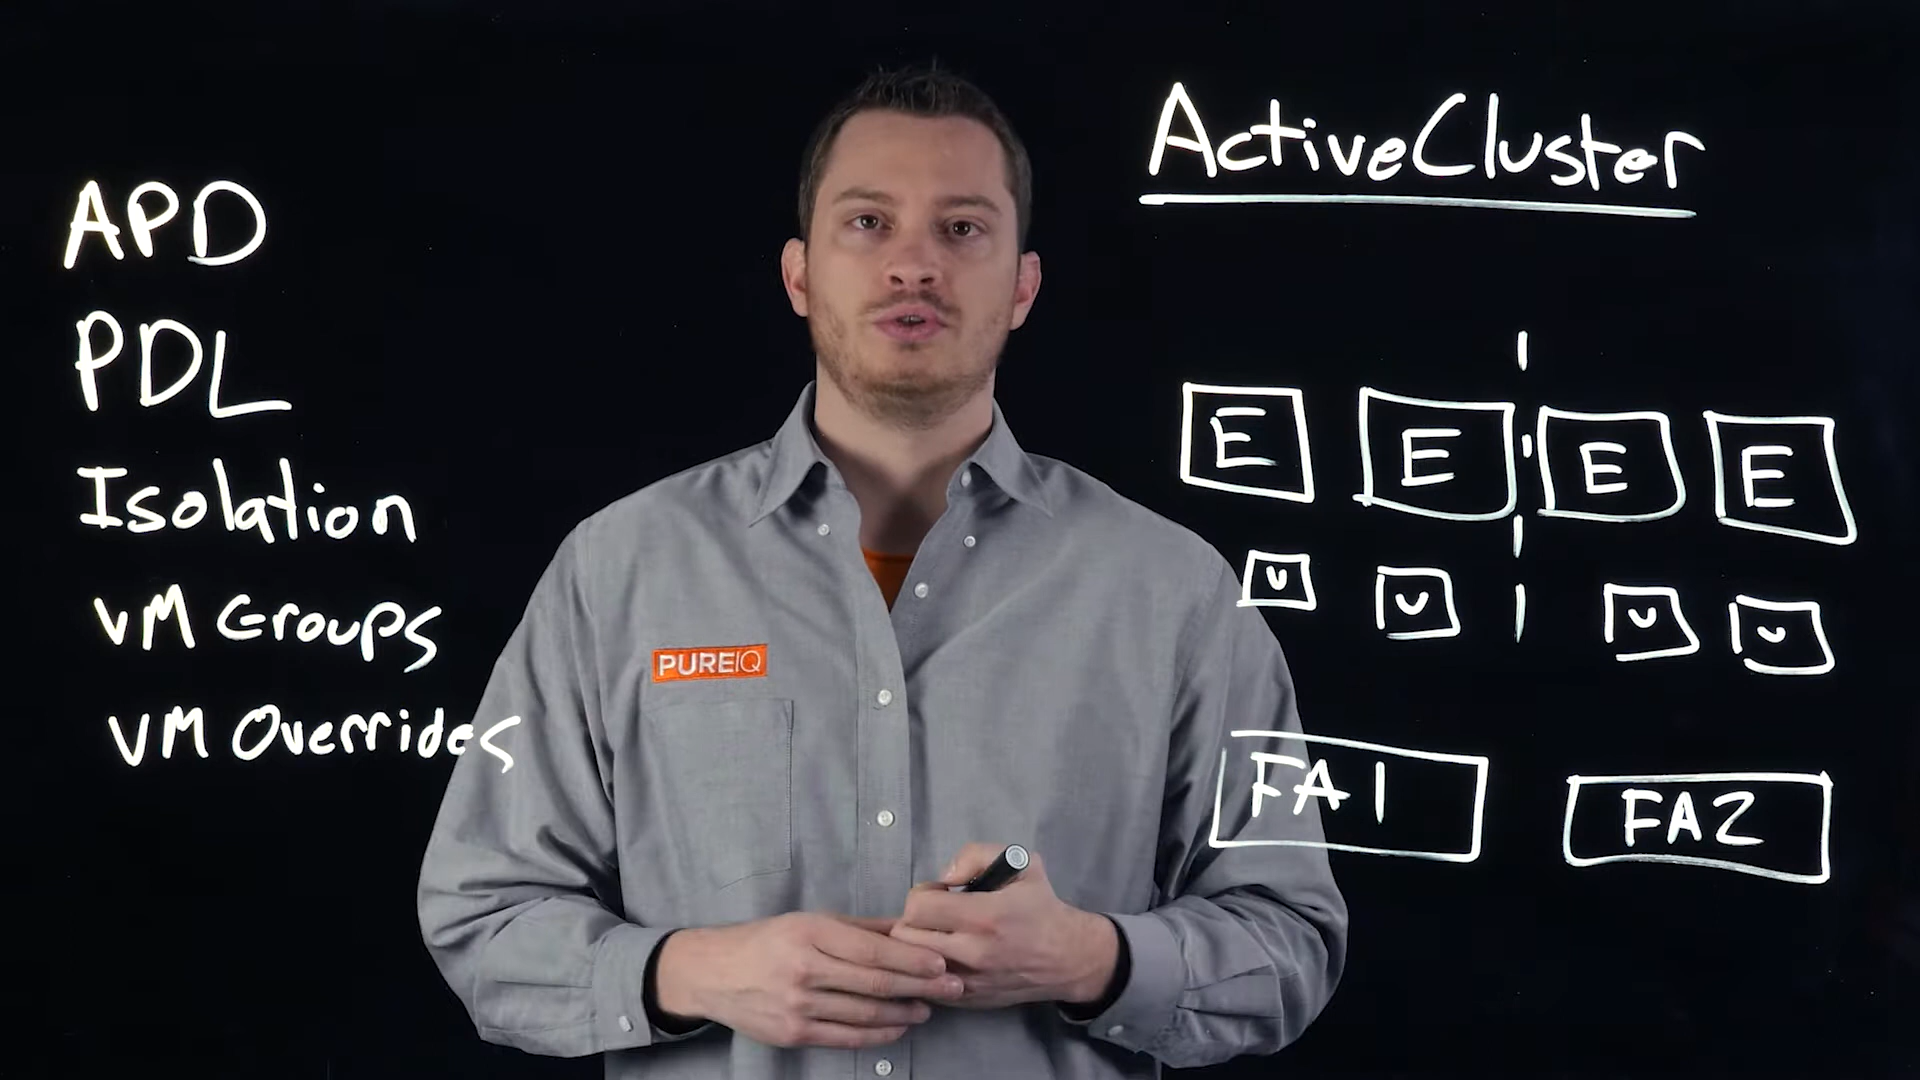 APD
PDL
Isolation
VM Groups
VM Overrides
PUREIQ
ActiveCluster
E E E E
V V V V
FA1 FA2